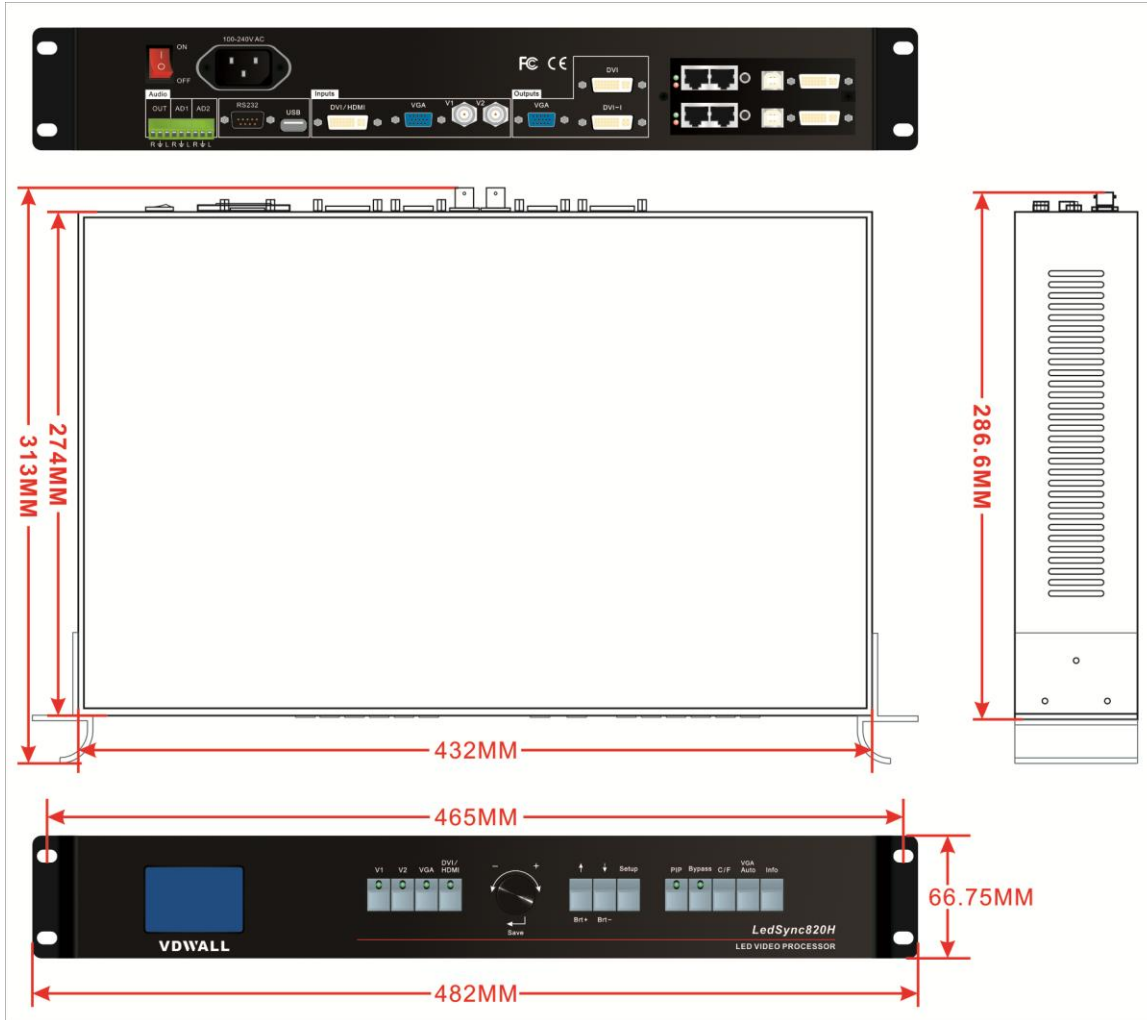 100-240V AC
ON
OFF
FC CE
DVI
Audio
OUT AD1 AD2
RS232
USB
Inputs
DVI/HDMI
VGA
V1 V2
Outputs
VGA
DVI-I
R L R L R L
313MM
274MM
286.6MM
432MM
465MM
V1 V2 VGA DVI/HDMI
- +
Save
Setup
Brt+ Brt-
PIP Bypass C/F VGA Auto Info
66.75MM
VDWALL
LedSync820H
LED VIDEO PROCESSOR
482MM